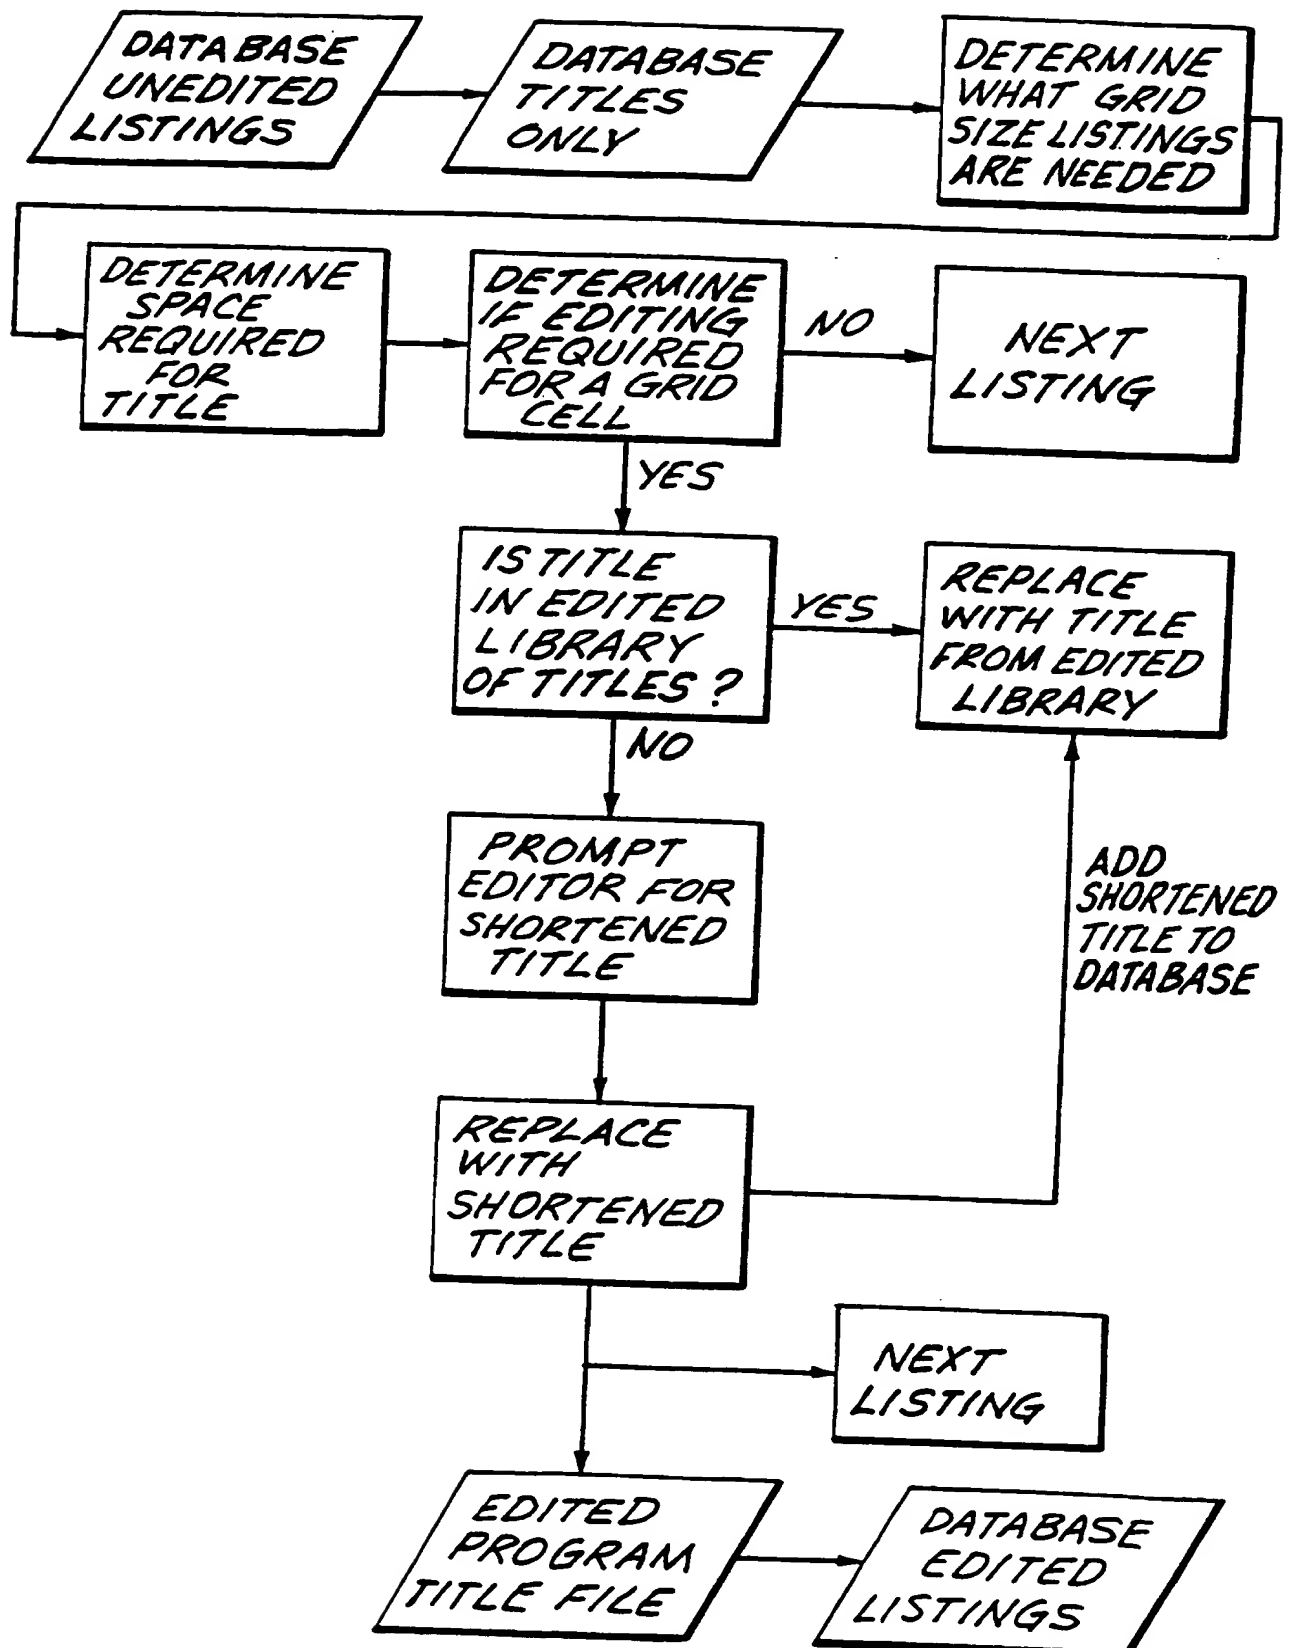 DATABASE
UNEDITED
LISTINGS
DATABASE
TITLES
ONLY
DETERMINE
WHAT GRID
SIZE LISTINGS
ARE NEEDED
DETERMINE
SPACE
REQUIRED
FOR
TITLE
DETERMINE
IF EDITING
REQUIRED
FOR A GRID
CELL
NO
NEXT
LISTING
YES
IS TITLE
IN EDITED
LIBRARY
OF TITLES?
YES
REPLACE
WITH TITLE
FROM EDITED
LIBRARY
NO
PROMPT
EDITOR FOR
SHORTENED
TITLE
ADD
SHORTENED
TITLE TO
DATABASE
REPLACE
WITH
SHORTENED
TITLE
NEXT
LISTING
EDITED
PROGRAM
TITLE FILE
DATABASE
EDITED
LISTINGS